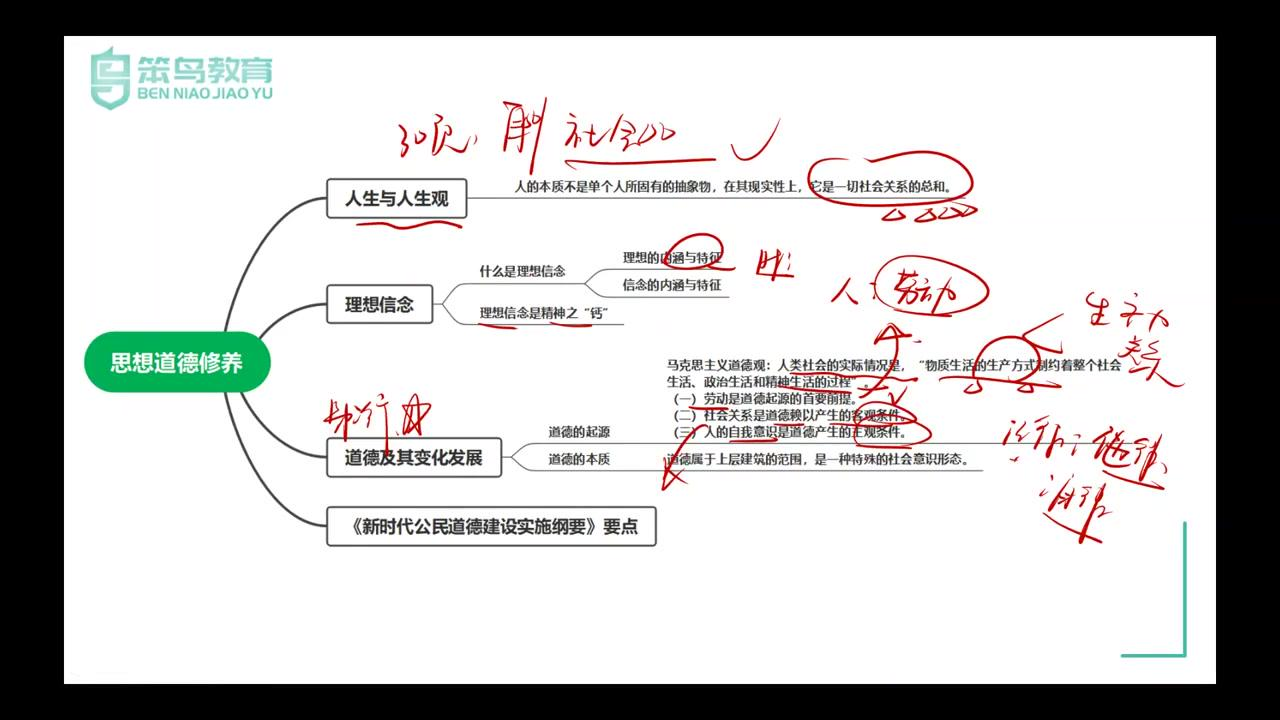 笨鸟教育
BEN NIAO JIAO YU
社会的
人生与人生观
人的本质不是单个人所固有的抽象物，在其现实性上，它是一切社会关系的总和。
理想的内涵与特征
什么是理想信念
信念的内涵与特征
人：劳动
理想信念
理想信念是精神之“钙”
生产力
思想道德修养
马克思主义道德观：人类社会的实际情况是，“物质生活的生产方式制约着整个社会
生活、政治生活和精神生活的过程”
（一）劳动是道德起源的首要前提。
（二）社会关系是道德赖以产生的客观条件。
（三）人的自我意识是道德产生的主观条件。
道德的起源
道德及其变化发展
道德的本质
道德属于上层建筑的范围，是一种特殊的社会意识形态。
《新时代公民道德建设实施纲要》要点